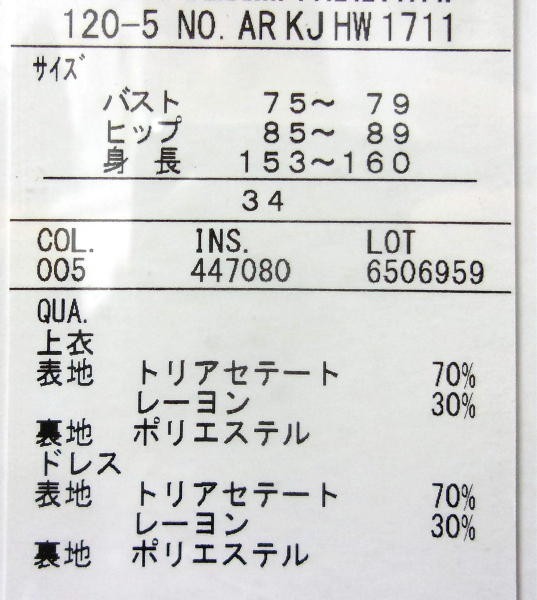 120-5 NO. ARKJHW1711
サイズ
バスト 75～ 79
ヒップ 85～ 89
身 長 153～160
34
COL. INS. LOT
005 447080 6506959
QUA.
上衣
表地 トリアセテート 70%
レーヨン 30%
裏地 ポリエステル
ドレス
表地 トリアセテート 70%
レーヨン 30%
裏地 ポリエステル